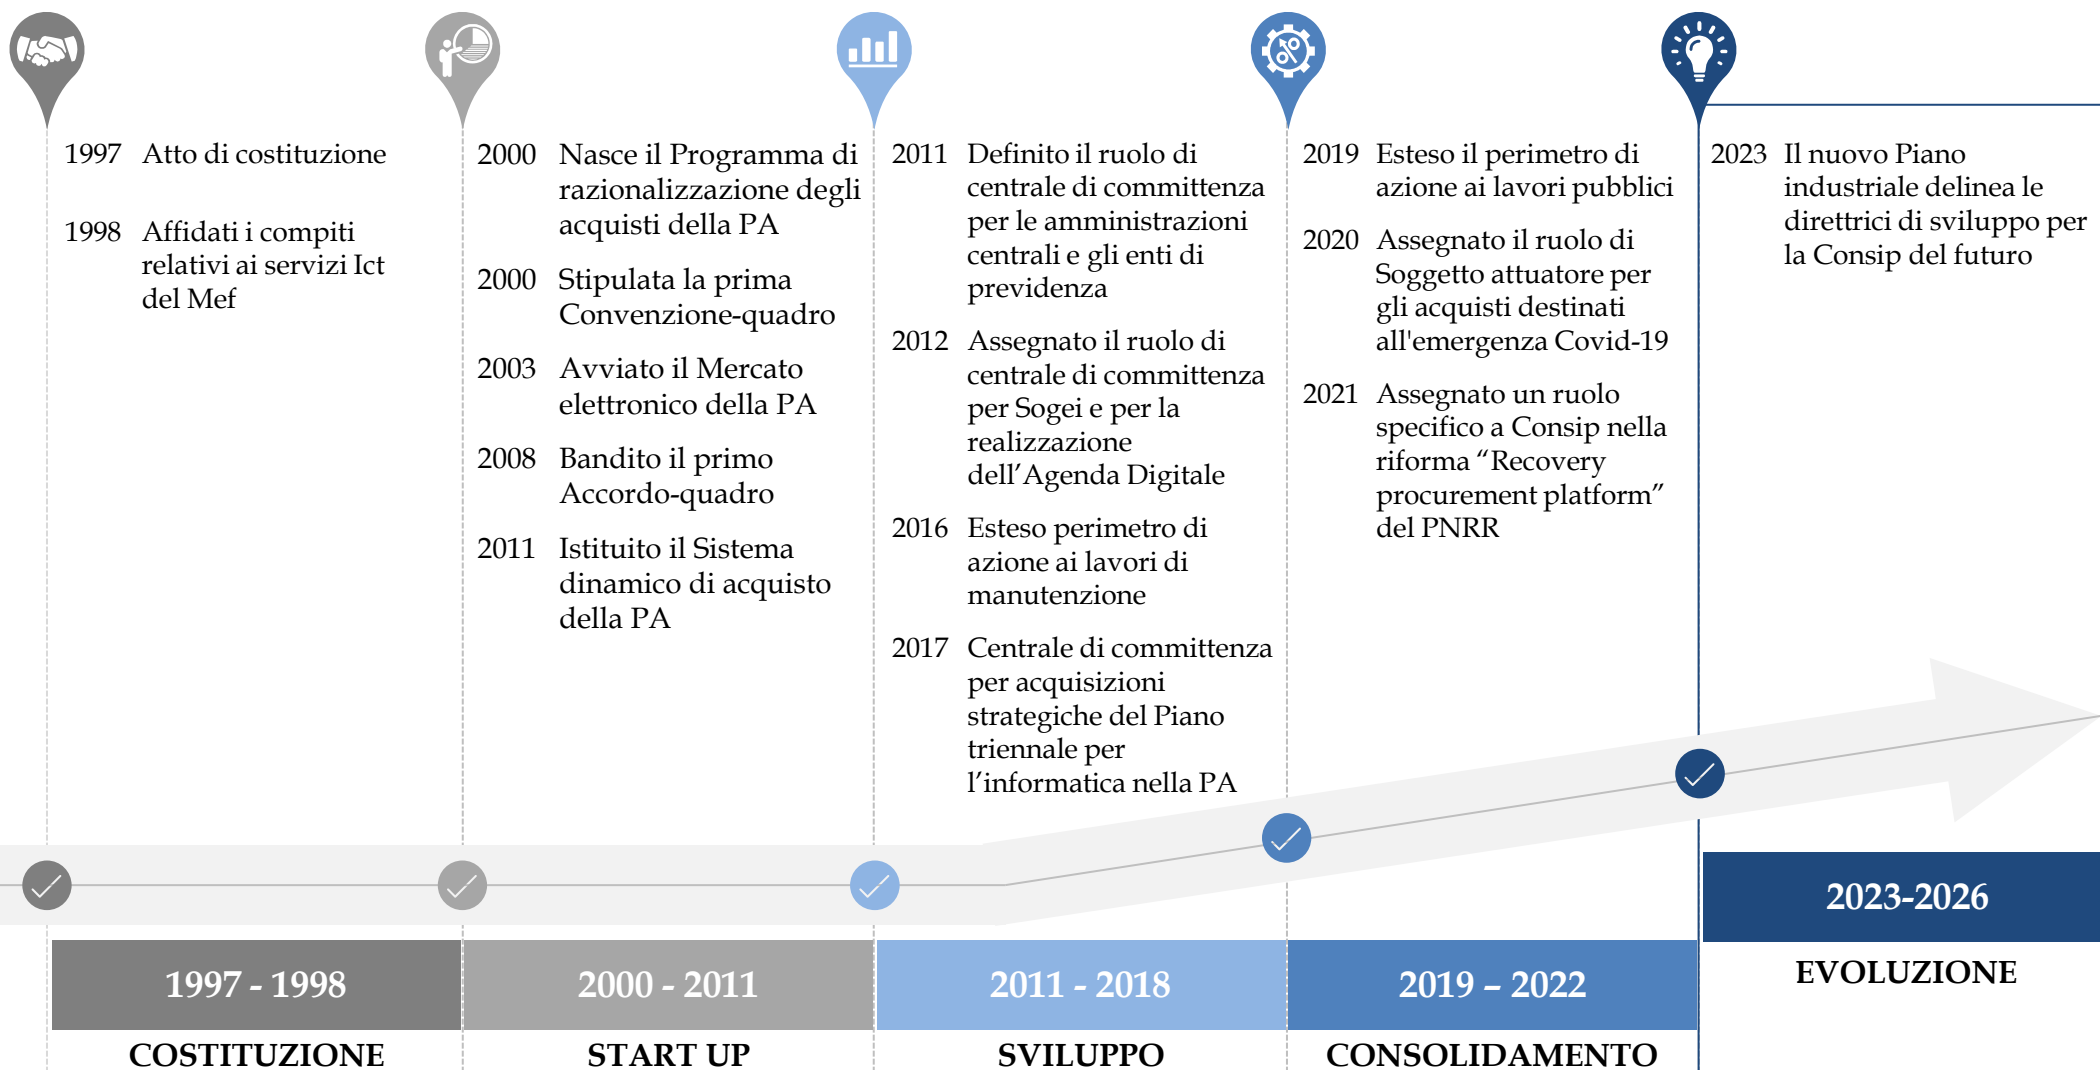 1997 Atto di costituzione
1998 Affidati i compiti
relativi ai servizi Ict
del Mef
2000 Nasce il Programma di
razionalizzazione degli
acquisti della PA
2000 Stipulata la prima
Convenzione-quadro
2003 Avviato il Mercato
elettronico della PA
2008 Bandito il primo
Accordo-quadro
2011 Istituito il Sistema
dinamico di acquisto
della PA
2011 Definito il ruolo di
centrale di committenza
per le amministrazioni
centrali e gli enti di
previdenza
2012 Assegnato il ruolo di
centrale di committenza
per Sogei e per la
realizzazione
dell’Agenda Digitale
2016 Esteso perimetro di
azione ai lavori di
manutenzione
2017 Centrale di committenza
per acquisizioni
strategiche del Piano
triennale per
l’informatica nella PA
2019 Esteso il perimetro di
azione ai lavori pubblici
2020 Assegnato il ruolo di
Soggetto attuatore per
gli acquisti destinati
all'emergenza Covid-19
2021 Assegnato un ruolo
specifico a Consip nella
riforma “Recovery
procurement platform”
del PNRR
2023 Il nuovo Piano
industriale delinea le
direttrici di sviluppo per
la Consip del futuro
1997 - 1998
COSTITUZIONE
2000 - 2011
START UP
2011 - 2018
SVILUPPO
2019 – 2022
CONSOLIDAMENTO
2023-2026
EVOLUZIONE